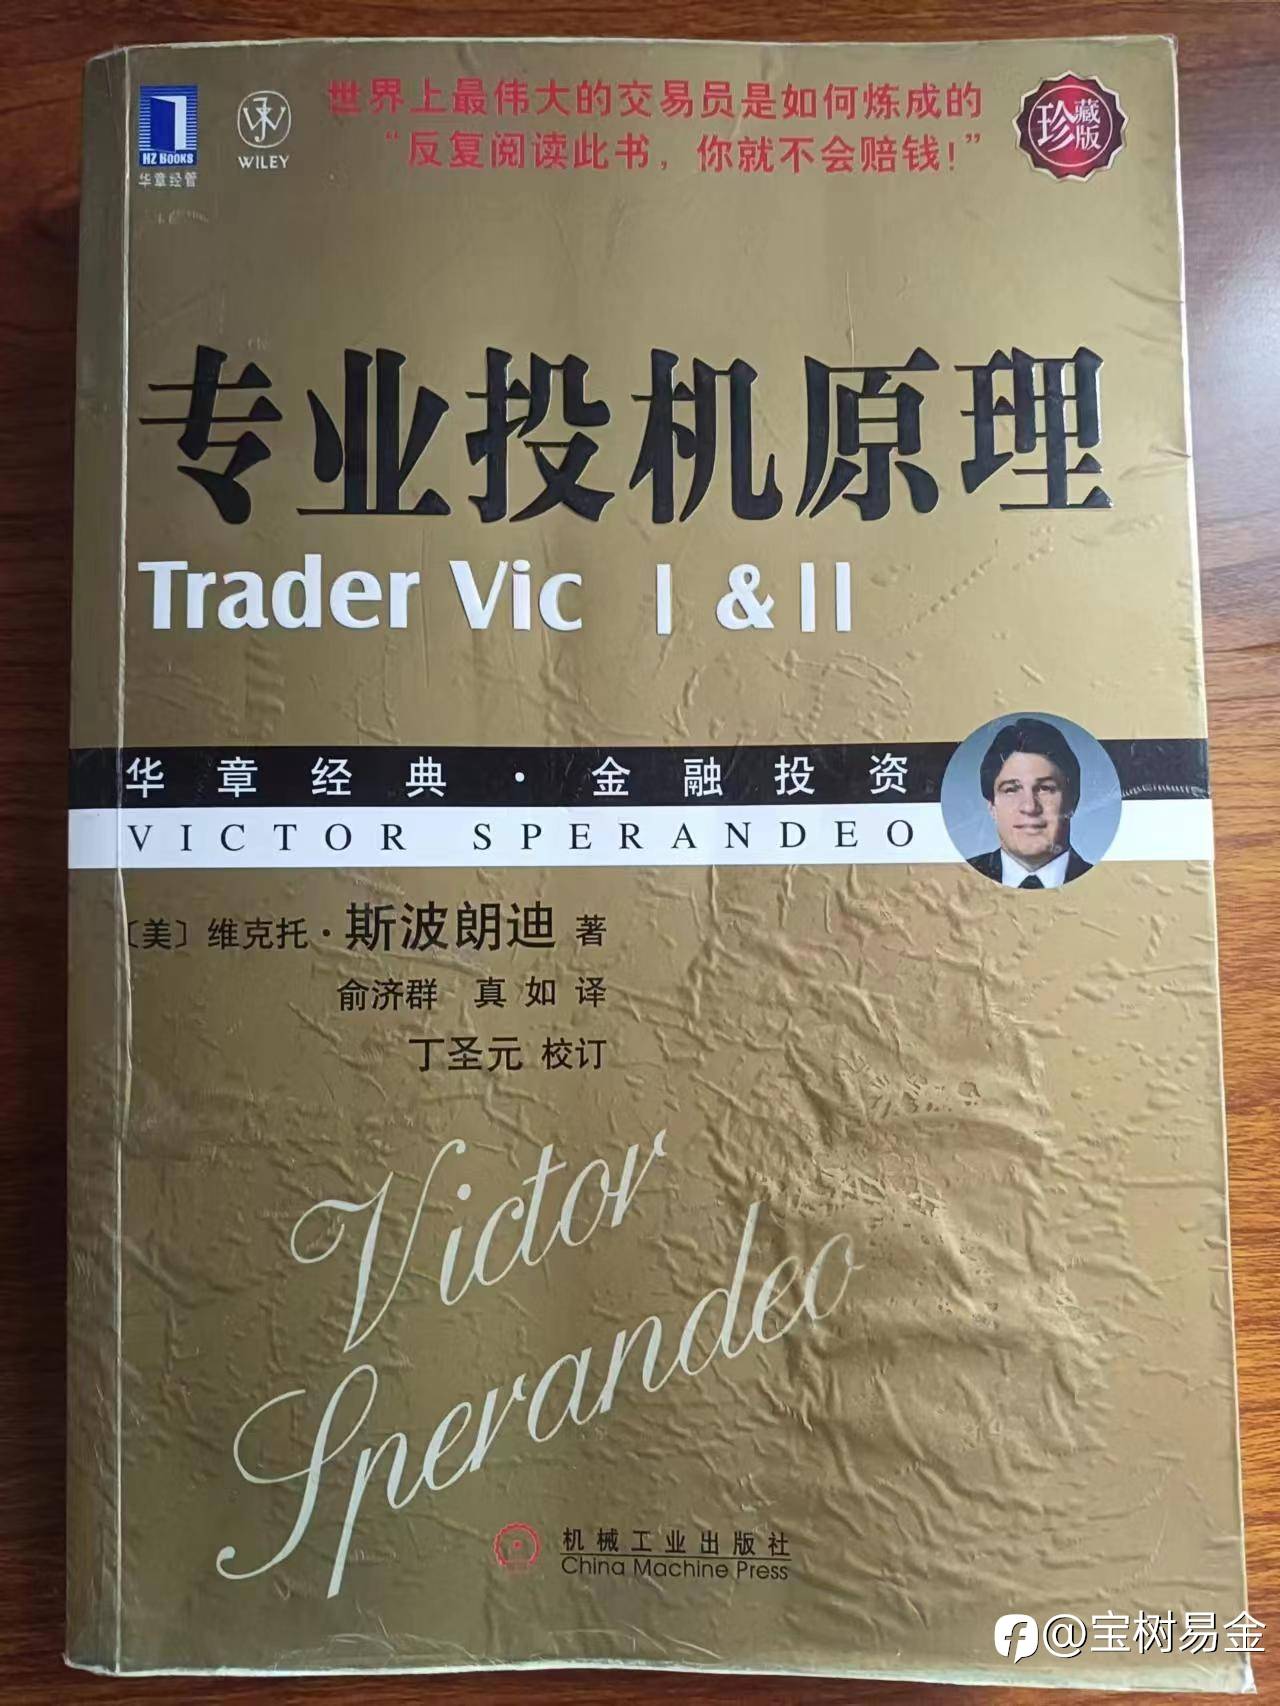 世界上最伟大的交易员是如何炼成的
“反复阅读此书，你就不会赔钱！”
HZ BOOKS
华章经管
WILEY
珍藏版
专业投机原理
Trader Vic I & II
华章经典·金融投资
VICTOR SPERANDEO
〔美〕维克托·斯波朗迪 著
俞济群 真如 译
丁圣元 校订
Victor
Sperandeo
机械工业出版社
China Machine Press
@宝树易金